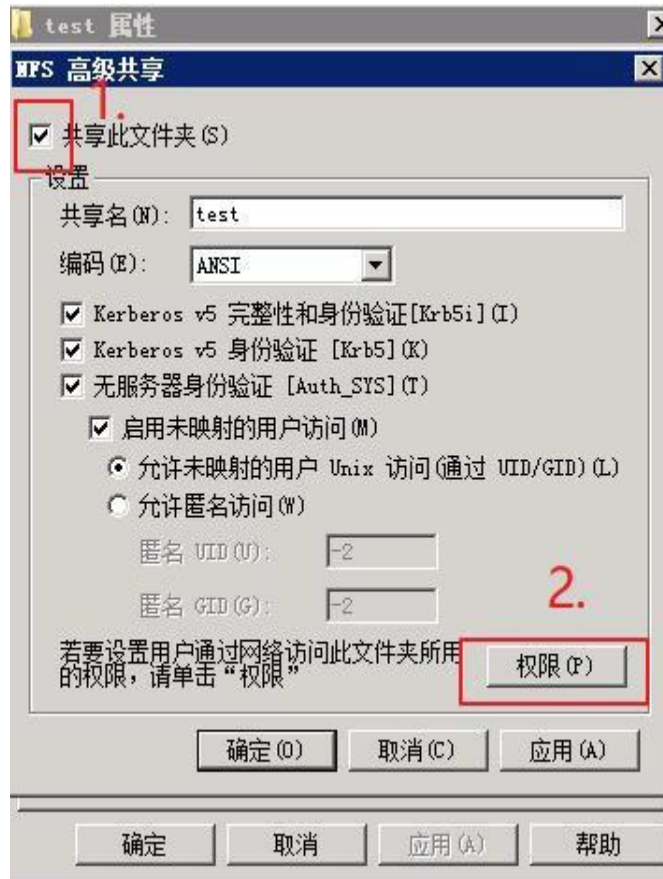 test 属性
NFS 高级共享
1.
共享此文件夹(S)
设置
共享名(N): test
编码(E): ANSI
Kerberos v5 完整性和身份验证[Krb5i](I)
Kerberos v5 身份验证 [Krb5](K)
无服务器身份验证 [Auth_SYS](T)
启用未映射的用户访问(M)
允许未映射的用户 Unix 访问(通过 UID/GID)(L)
允许匿名访问(W)
匿名 UID(U): -2
匿名 GID(G): -2
2.
若要设置用户通过网络访问此文件夹所用
的权限，请单击“权限”
权限(P)
确定(O) 取消(C) 应用(A)
确定 取消 应用(A) 帮助